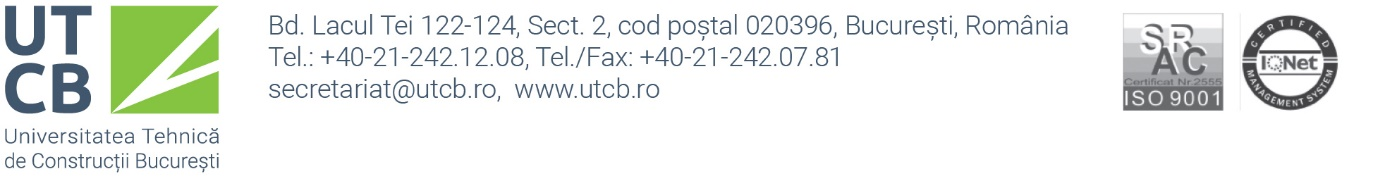 UT
CB
Universitatea Tehnică
de Construcții București
Bd. Lacul Tei 122-124, Sect. 2, cod poștal 020396, București, România
Tel.: +40-21-242.12.08, Tel./Fax: +40-21-242.07.81
secretariat@utcb.ro, www.utcb.ro
SR
AC
Certificat Nr.2555
ISO 9001
CERTIFIED
IQNet
MANAGEMENT SYSTEM